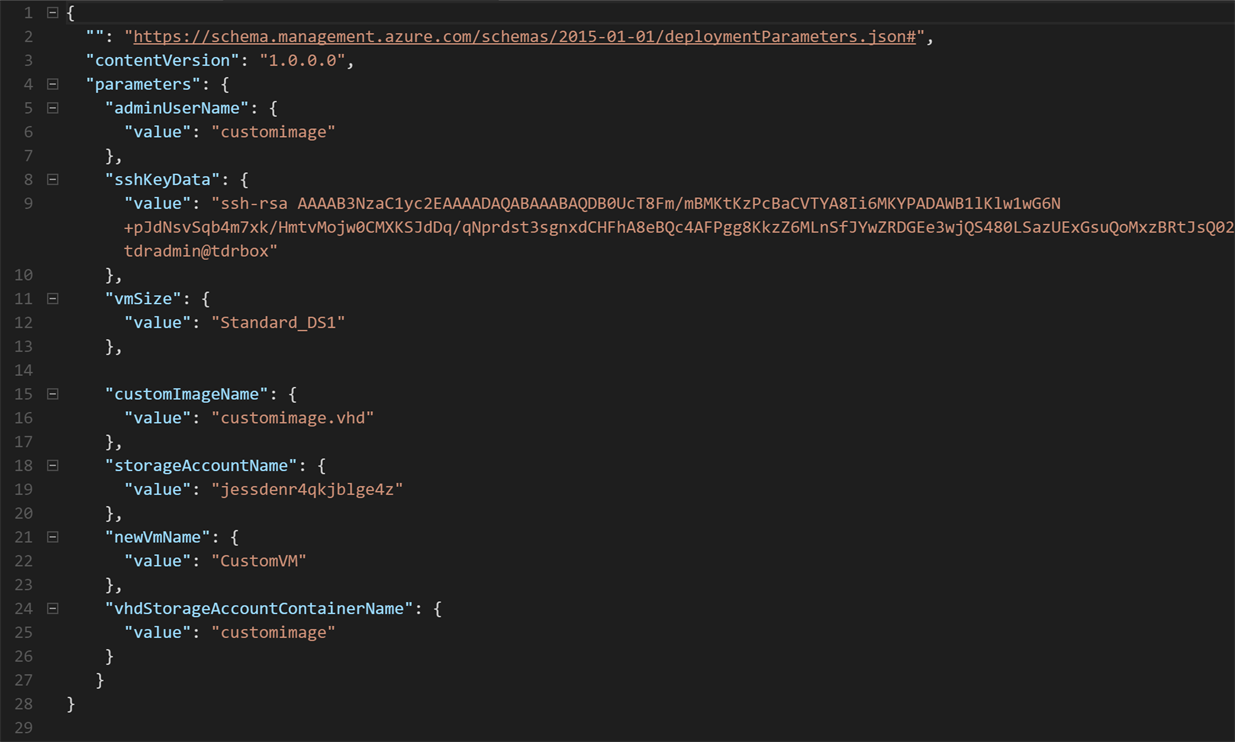 1 {
2 "": "https://schema.management.azure.com/schemas/2015-01-01/deploymentParameters.json#",
3 "contentVersion": "1.0.0.0",
4 "parameters": {
5 "adminUserName": {
6 "value": "customimage"
7 },
8 "sshKeyData": {
9 "value": "ssh-rsa AAAAB3NzaC1yc2EAAAADAQABAAABAQDB0UcT8Fm/mBMKtKzPcBaCVTYA8Ii6MKYPADAWB1lKlw1wG6N
+pJdNsvSqb4m7xk/HmtvMojw0CMXKSJdDq/qNprdst3sgnxdCHFhA8eBQc4AFPgg8KkzZ6MLnSfJYwZRDGEe3wjQS480LSazUExGsuQoMxzBRtJsQ02
tdradmin@tdrbox"
10 },
11 "vmSize": {
12 "value": "Standard_DS1"
13 },
14
15 "customImageName": {
16 "value": "customimage.vhd"
17 },
18 "storageAccountName": {
19 "value": "jessdenr4qkjblge4z"
20 },
21 "newVmName": {
22 "value": "CustomVM"
23 },
24 "vhdStorageAccountContainerName": {
25 "value": "customimage"
26 }
27 }
28 }
29